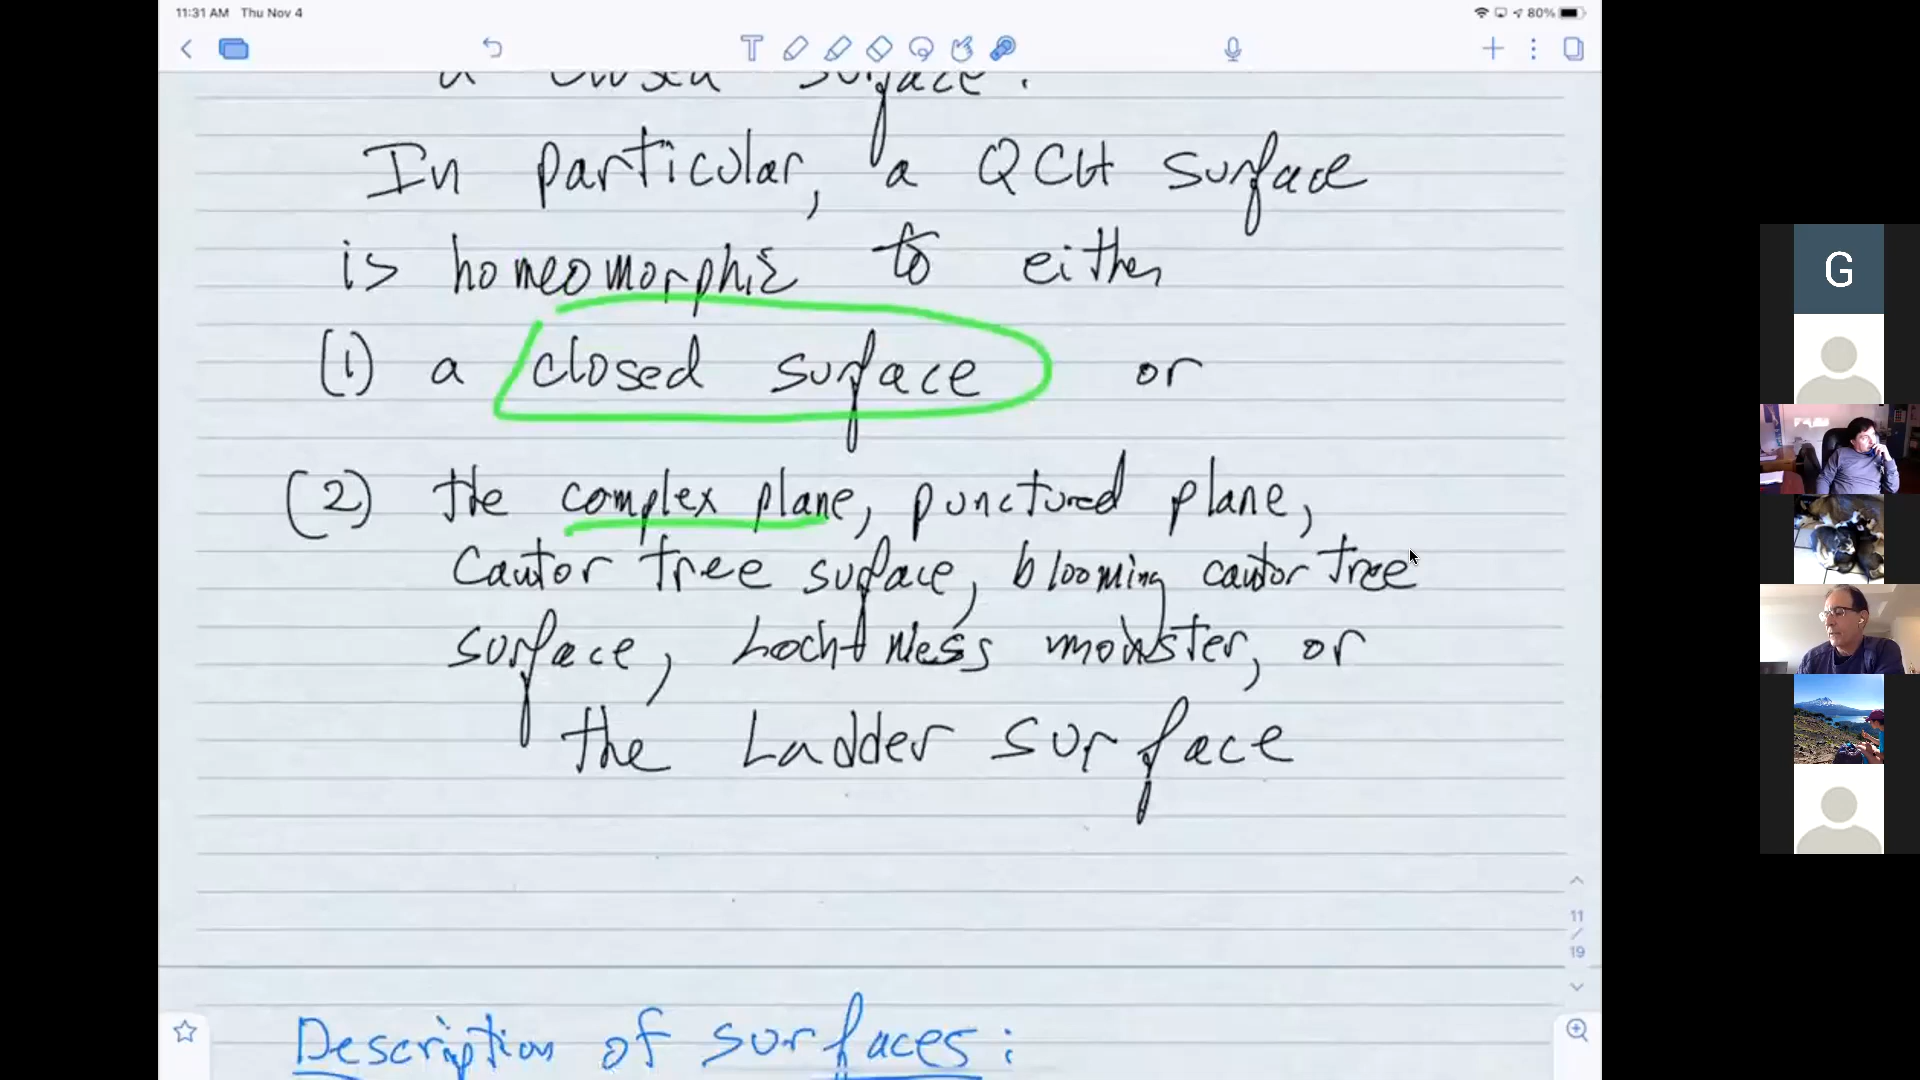 11:31 AM Thu Nov 4
80%
a closed surface.
In particular, a QCH surface
is homeomorphic to either
(1) a closed surface or
(2) the complex plane, punctured plane,
Cantor tree surface, blooming cantor tree
surface, Loch Ness monster, or
the Ladder surface
11
/
19
Description of surfaces:
G